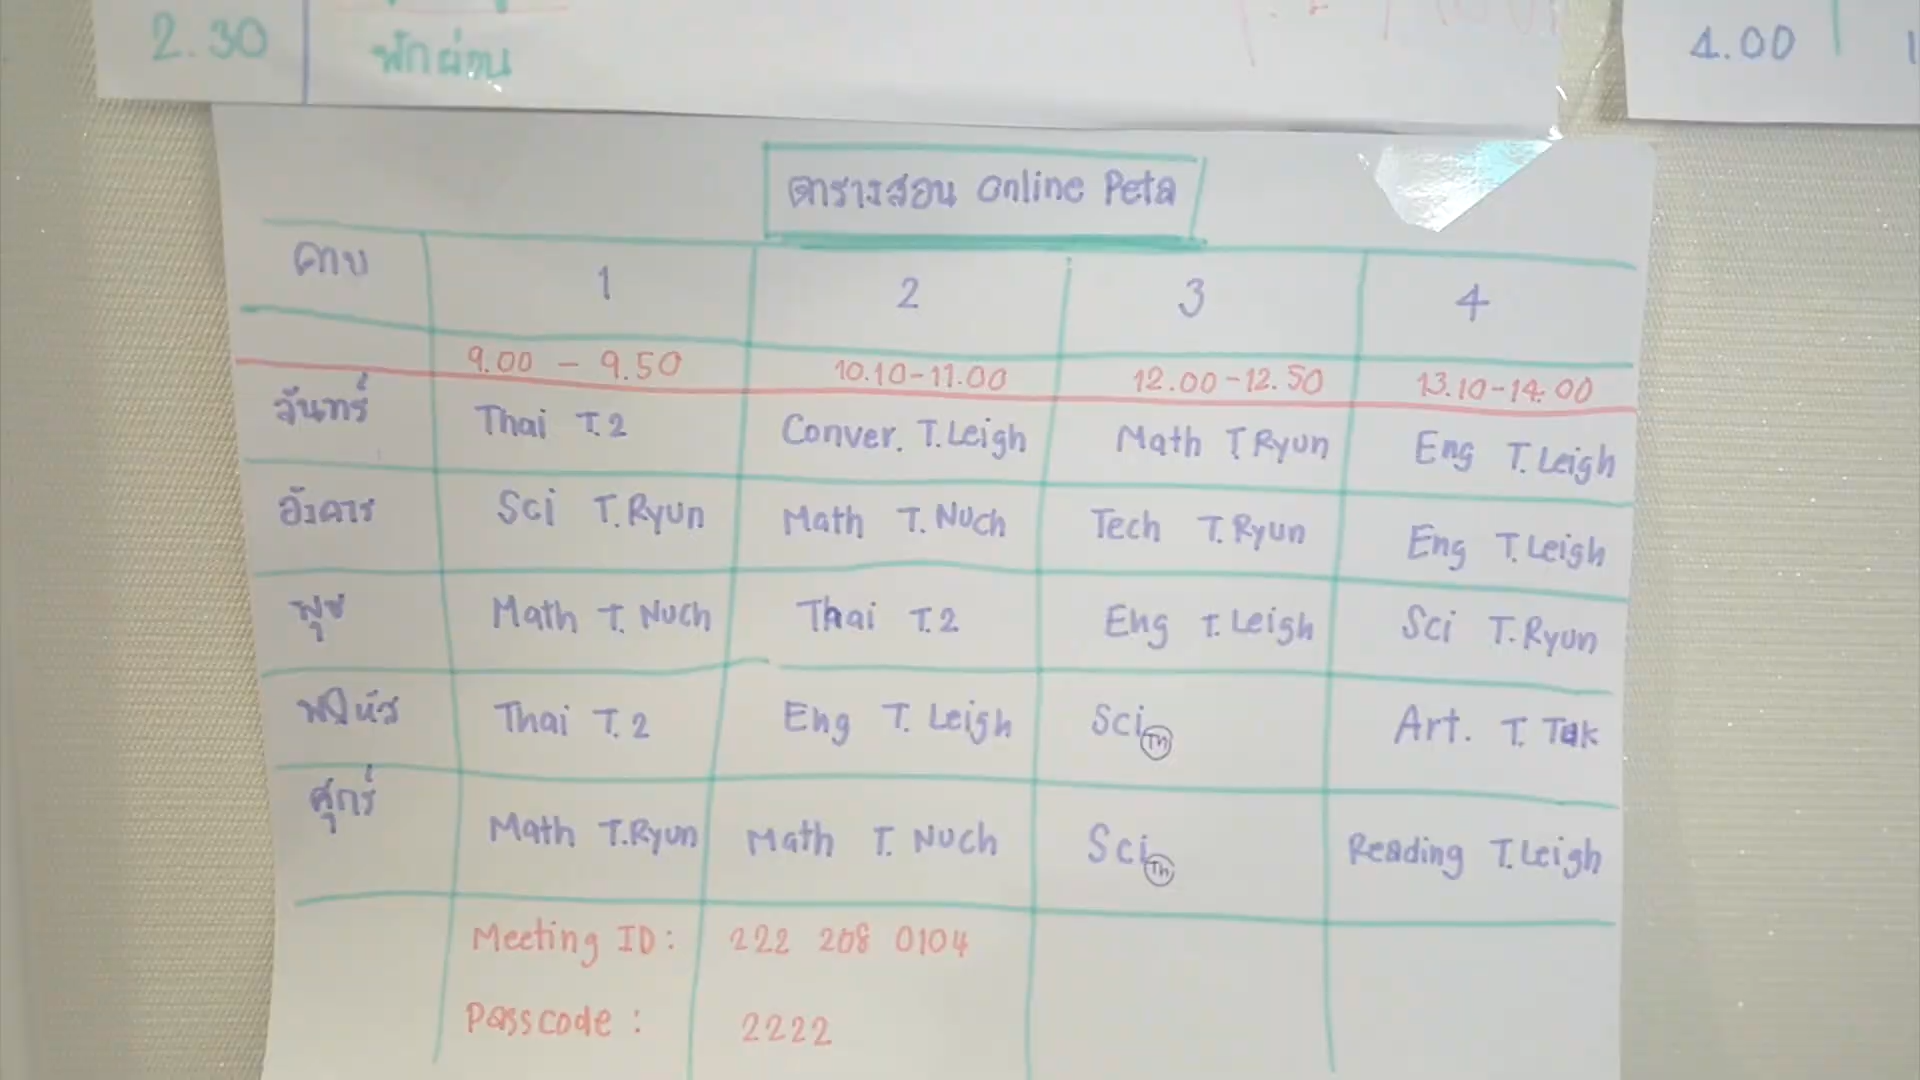 2.30
พักผ่อน
4.00
ตารางสอน Online Peta
คาบ 1 2 3 4
9.00 - 9.50 10.10-11.00 12.00-12.50 13.10-14.00
จันทร์ Thai T.2 Conver. T.Leigh Math T Ryun Eng T.Leigh
อังคาร Sci T.Ryun Math T.Nuch Tech T.Ryun Eng T.Leigh
พุธ Math T. Nuch Thai T.2 Eng T.Leigh Sci T.Ryun
พฤหัส Thai T.2 Eng T. Leigh Sci Th Art. T. Tak
ศุกร์ Math T.Ryun Math T. Nuch Sci Th Reading T.Leigh
Meeting ID: 222 208 0104
Passcode : 2222